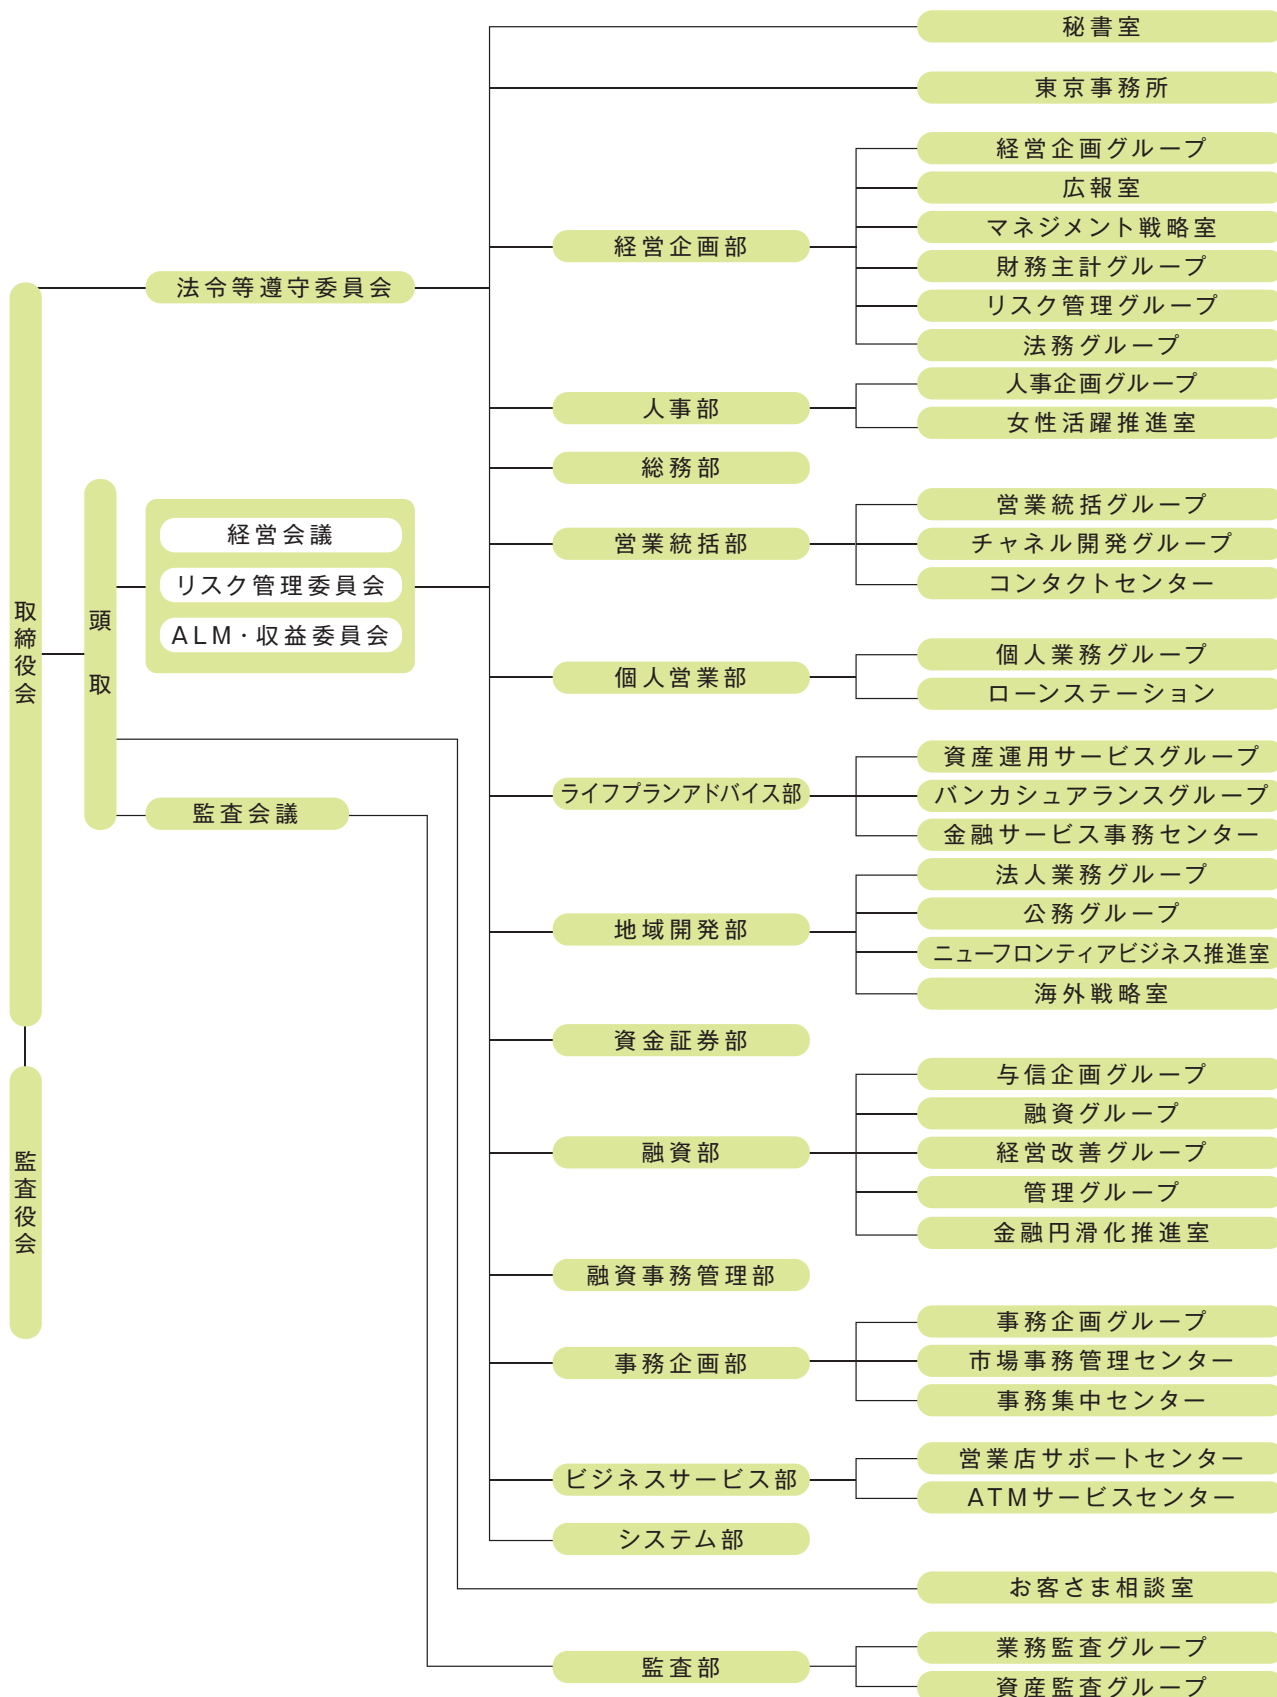 取締役会
監査役会
頭取
法令等遵守委員会
経営会議
リスク管理委員会
ALM・収益委員会
監査会議
秘書室
東京事務所
経営企画部
経営企画グループ
広報室
マネジメント戦略室
財務主計グループ
リスク管理グループ
法務グループ
人事部
人事企画グループ
女性活躍推進室
総務部
営業統括部
営業統括グループ
チャネル開発グループ
コンタクトセンター
個人営業部
個人業務グループ
ローンステーション
ライフプランアドバイス部
資産運用サービスグループ
バンカシュアランスグループ
金融サービス事務センター
地域開発部
法人業務グループ
公務グループ
ニューフロンティアビジネス推進室
海外戦略室
資金証券部
融資部
与信企画グループ
融資グループ
経営改善グループ
管理グループ
金融円滑化推進室
融資事務管理部
事務企画部
事務企画グループ
市場事務管理センター
事務集中センター
ビジネスサービス部
営業店サポートセンター
ATMサービスセンター
システム部
お客さま相談室
監査部
業務監査グループ
資産監査グループ